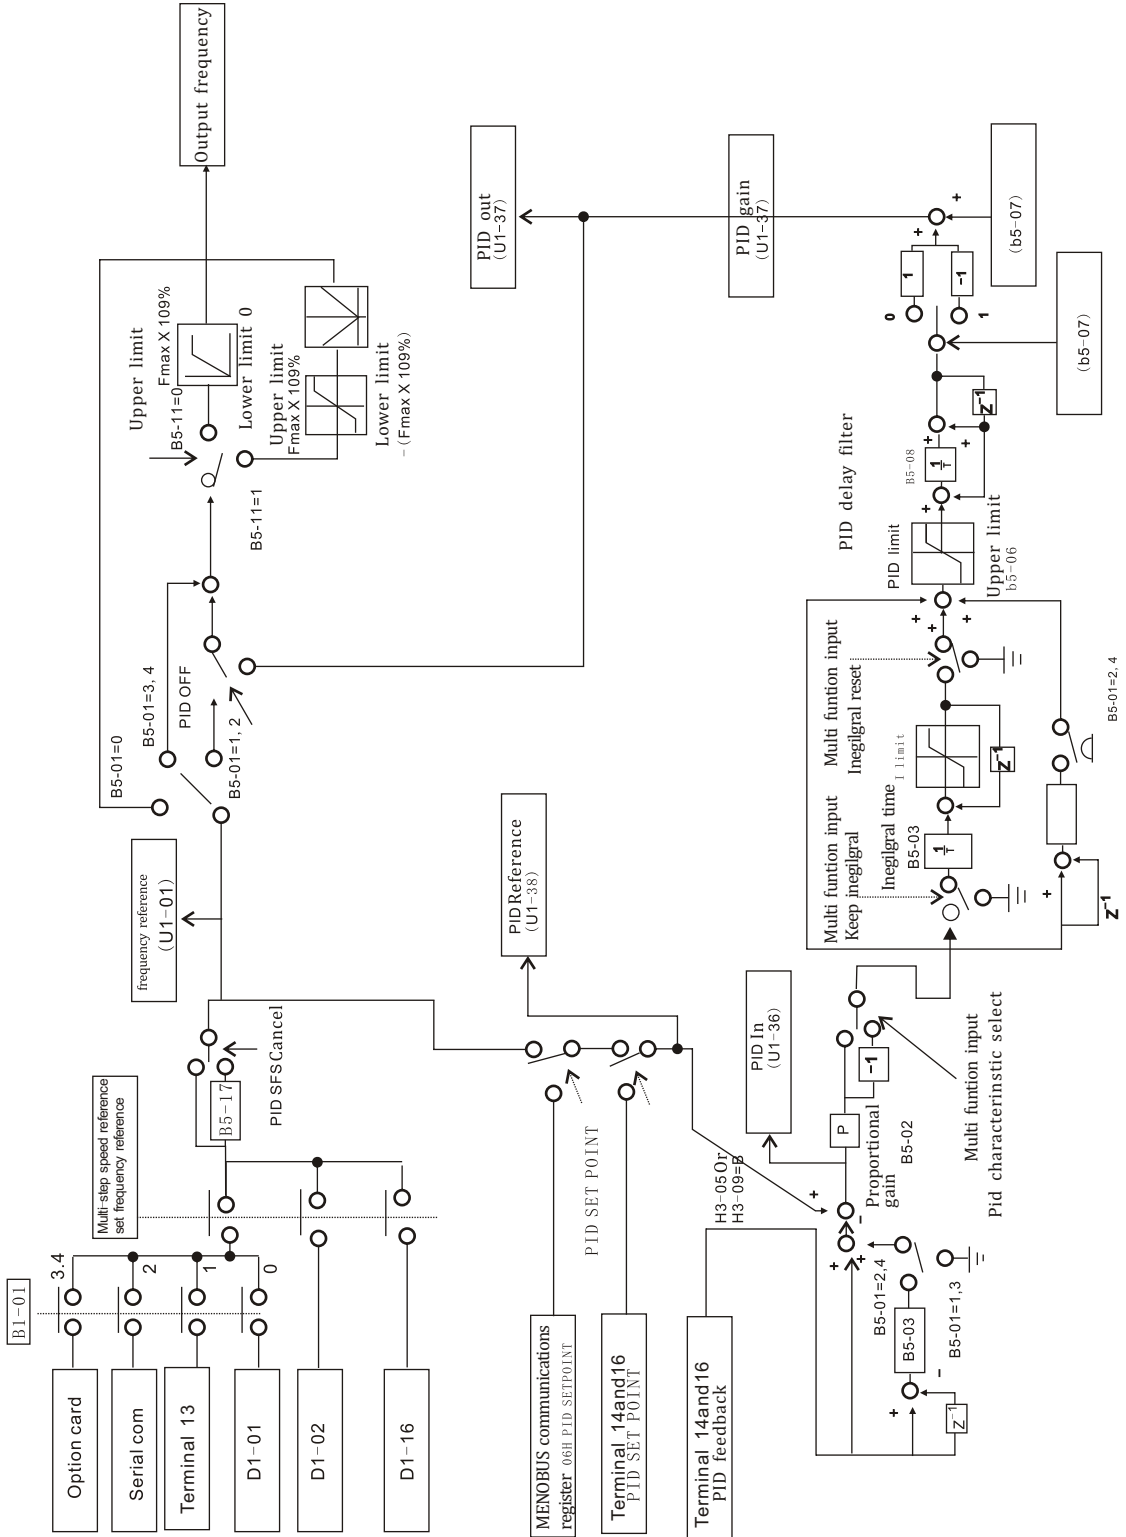 Output frequency
Upper limit
Fmax X 109%
B5-11=0
Lower limit 0
Upper limit
Fmax X 109%
Lower limit
-(Fmax X 109%)
B5-11=1
B5-01=0
B5-01=3, 4
PID OFF
B5-01=1, 2
frequency reference
(U1-01)
PID SFS Cancel
B5-17
Multi-step speed reference
set frequency reference
B1-01
3.4
2
1
0
Option card
Serial com
Terminal 13
D1-01
D1-02
D1-16
PID out
(U1-37)
PID gain
(U1-37)
PID Reference
(U1-38)
PID In
(U1-36)
PID SET POINT
MENOBUS communications
register 06H PID SETPOINT
Terminal 14and16
PID SET POINT
Terminal 14and16
PID feedback
H3-05 Or
H3-09=B
+
-
+
+
Proportional
gain
B5-02
P
-1
Multi funtion input
Pid characterinstic select
B5-01=2,4
B5-03
B5-01=1,3
+
-
Z-1
Multi funtion input
Keep inegilgral
Inegilgral time
B5-03
1
T
I limit
Z-1
Multi funtion input
Inegilgral reset
+
Z-1
B5-01=2, 4
+
+
+
PID limit
Upper limit
b5-06
PID delay filter
B5-08
+
1
T
+
+
Z-1
0
1
1
-1
+
+
(b5-07)
(b5-07)